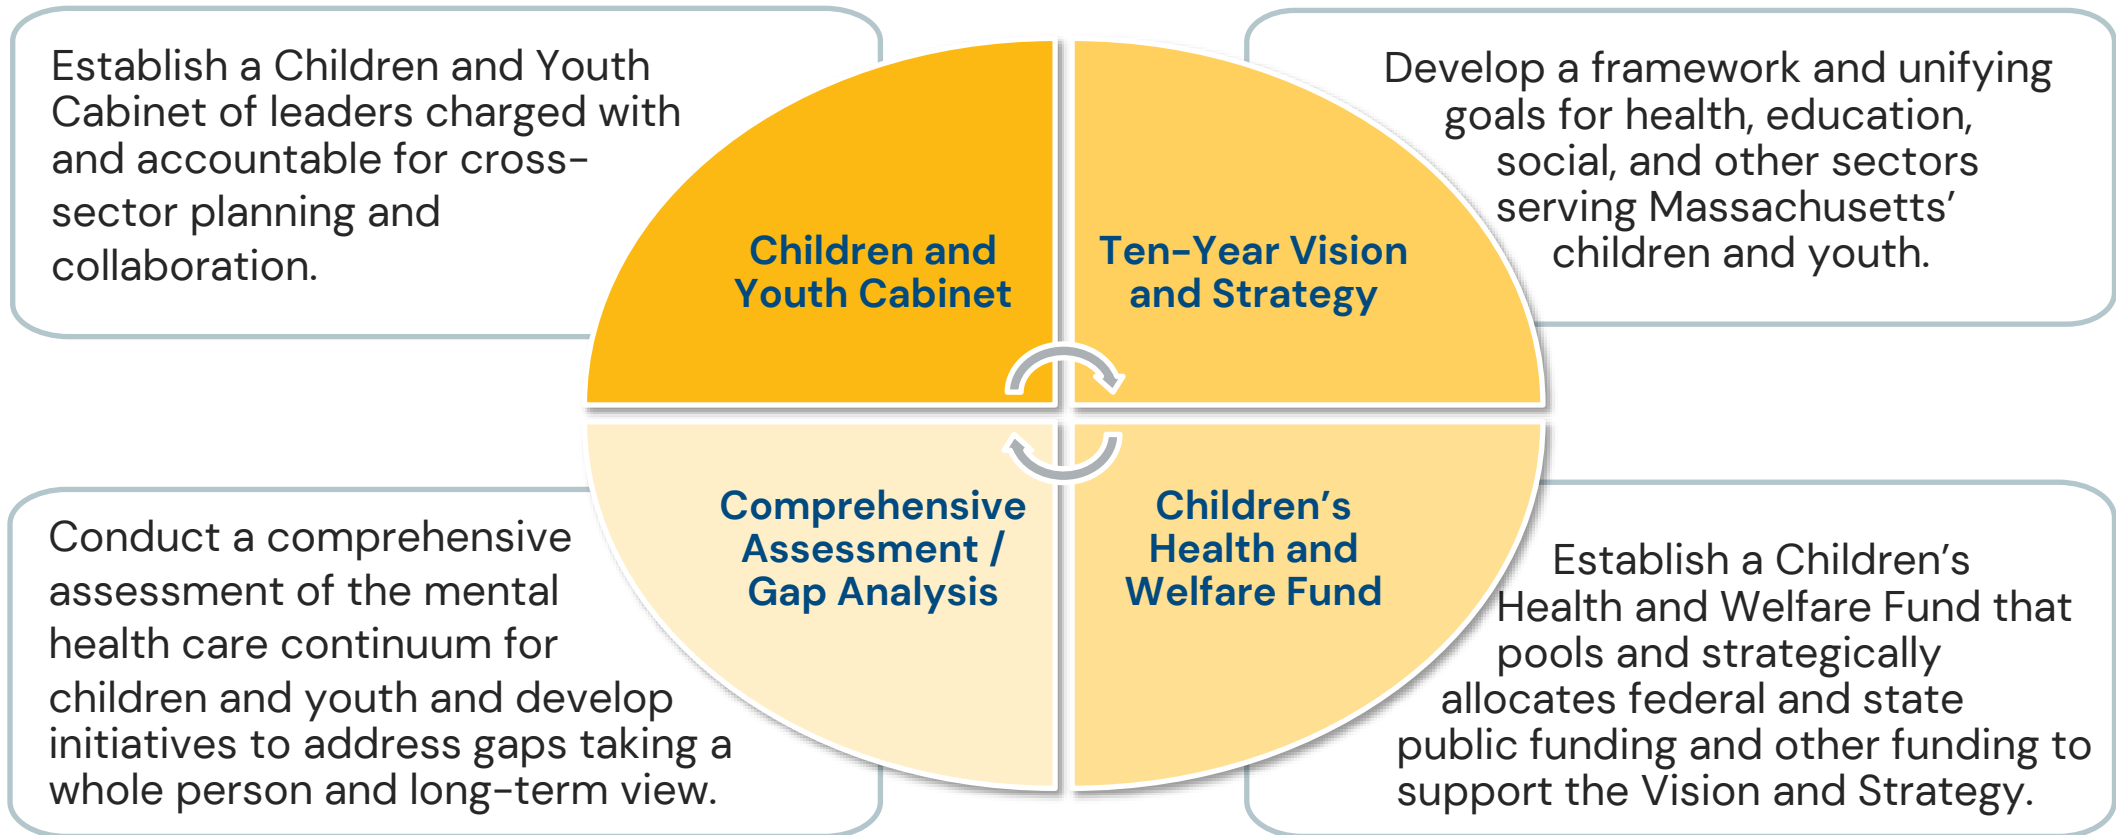 Establish a Children and Youth
Cabinet of leaders charged with
and accountable for cross-
sector planning and
collaboration.
Children and
Youth Cabinet
Ten-Year Vision
and Strategy
Develop a framework and unifying
goals for health, education,
social, and other sectors
serving Massachusetts’
children and youth.
Conduct a comprehensive
assessment of the mental
health care continuum for
children and youth and develop
initiatives to address gaps taking a
whole person and long-term view.
Comprehensive
Assessment /
Gap Analysis
Children’s
Health and
Welfare Fund
Establish a Children’s
Health and Welfare Fund that
pools and strategically
allocates federal and state
public funding and other funding to
support the Vision and Strategy.